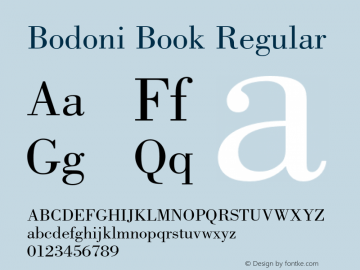 Bodoni Book Regular
Aa Ff a
Gg Qq
ABCDEFGHIJKLMNOPQRSTUVWXYZ
abcdefghijklmnopqrstuvwxyz
0123456789
© Design by fontke.com